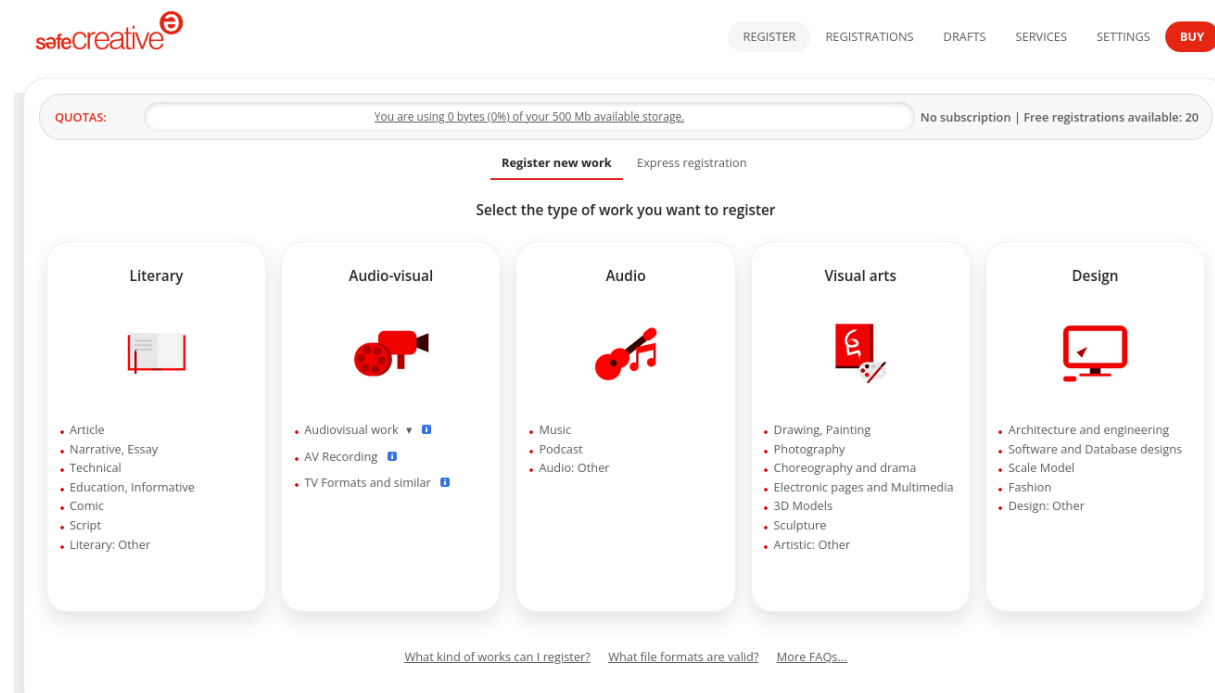 safecreative
REGISTER REGISTRATIONS DRAFTS SERVICES SETTINGS BUY
QUOTAS: You are using 0 bytes (0%) of your 500 Mb available storage. No subscription | Free registrations available: 20
Register new work Express registration
Select the type of work you want to register
Literary
Article
Narrative, Essay
Technical
Education, Informative
Comic
Script
Literary: Other
Audio-visual
Audiovisual work ▼
AV Recording
TV Formats and similar
Audio
Music
Podcast
Audio: Other
Visual arts
Drawing, Painting
Photography
Choreography and drama
Electronic pages and Multimedia
3D Models
Sculpture
Artistic: Other
Design
Architecture and engineering
Software and Database designs
Scale Model
Fashion
Design: Other
What kind of works can I register? What file formats are valid? More FAQs...